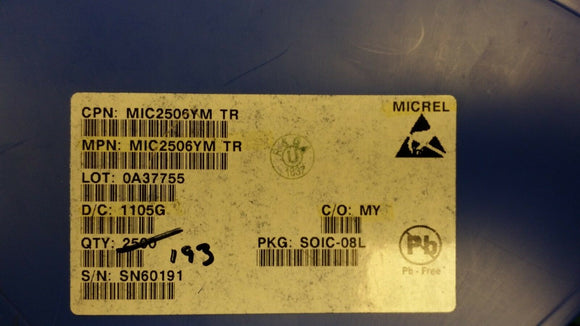 CPN: MIC2506YM TR
MICREL
MPN: MIC2506YM TR
LOT: 0A37755
D/C: 1105G
C/O: MY
QTY: 2500 193
PKG: SOIC-08L
Pb
Pb - Free
S/N: SN60191